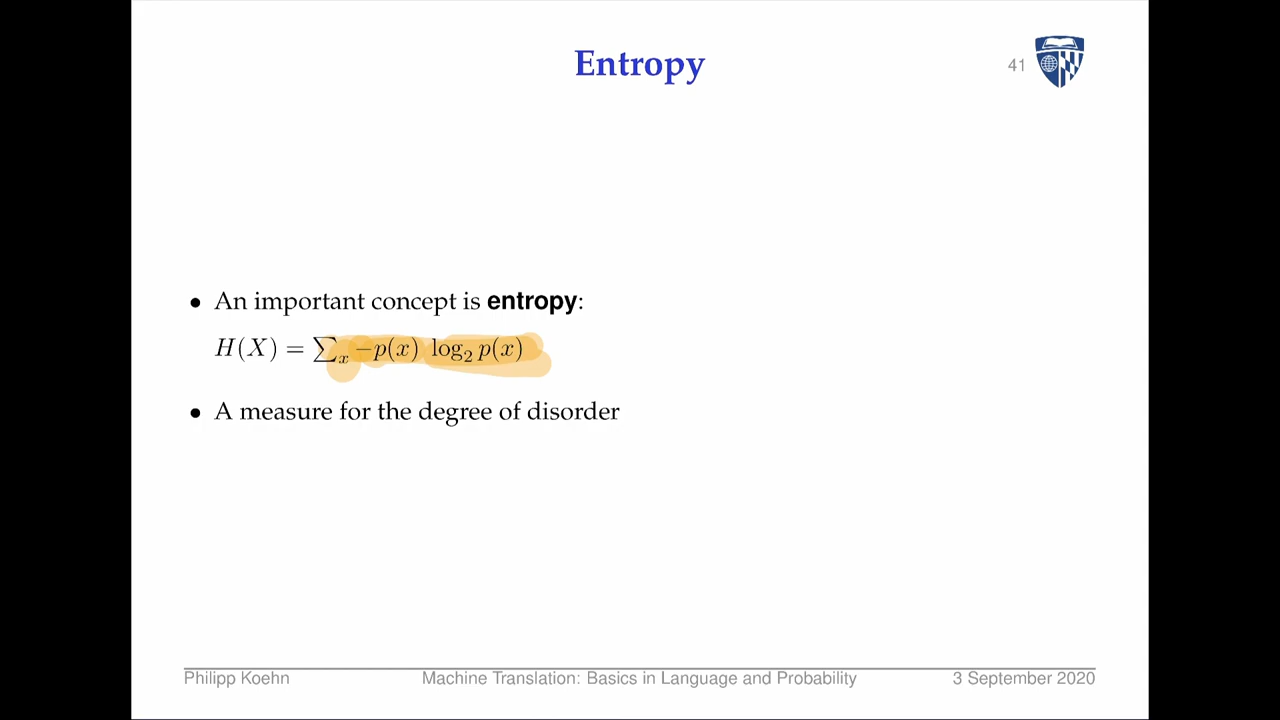 Entropy
41
• An important concept is entropy:
H(X) = ∑ₓ −p(x) log₂ p(x)
• A measure for the degree of disorder
Philipp Koehn Machine Translation: Basics in Language and Probability 3 September 2020